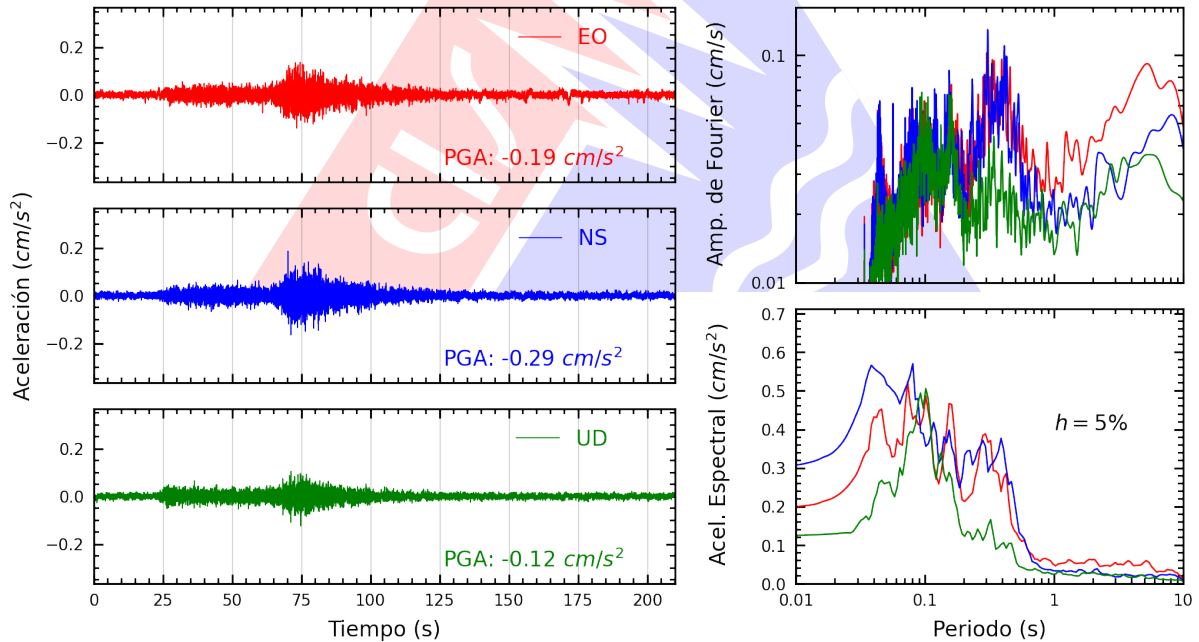 0.2
0.0
−0.2
EO
PGA: -0.19 cm/s²
0.2
0.0
−0.2
NS
PGA: -0.29 cm/s²
0.2
0.0
−0.2
UD
PGA: -0.12 cm/s²
0 25 50 75 100 125 150 175 200
Tiempo (s)
Aceleración (cm/s²)
0.1
0.01
Amp. de Fourier (cm/s)
0.7
0.6
0.5
0.4
0.3
0.2
0.1
0.0
h = 5%
0.01 0.1 1 10
Periodo (s)
Acel. Espectral (cm/s²)